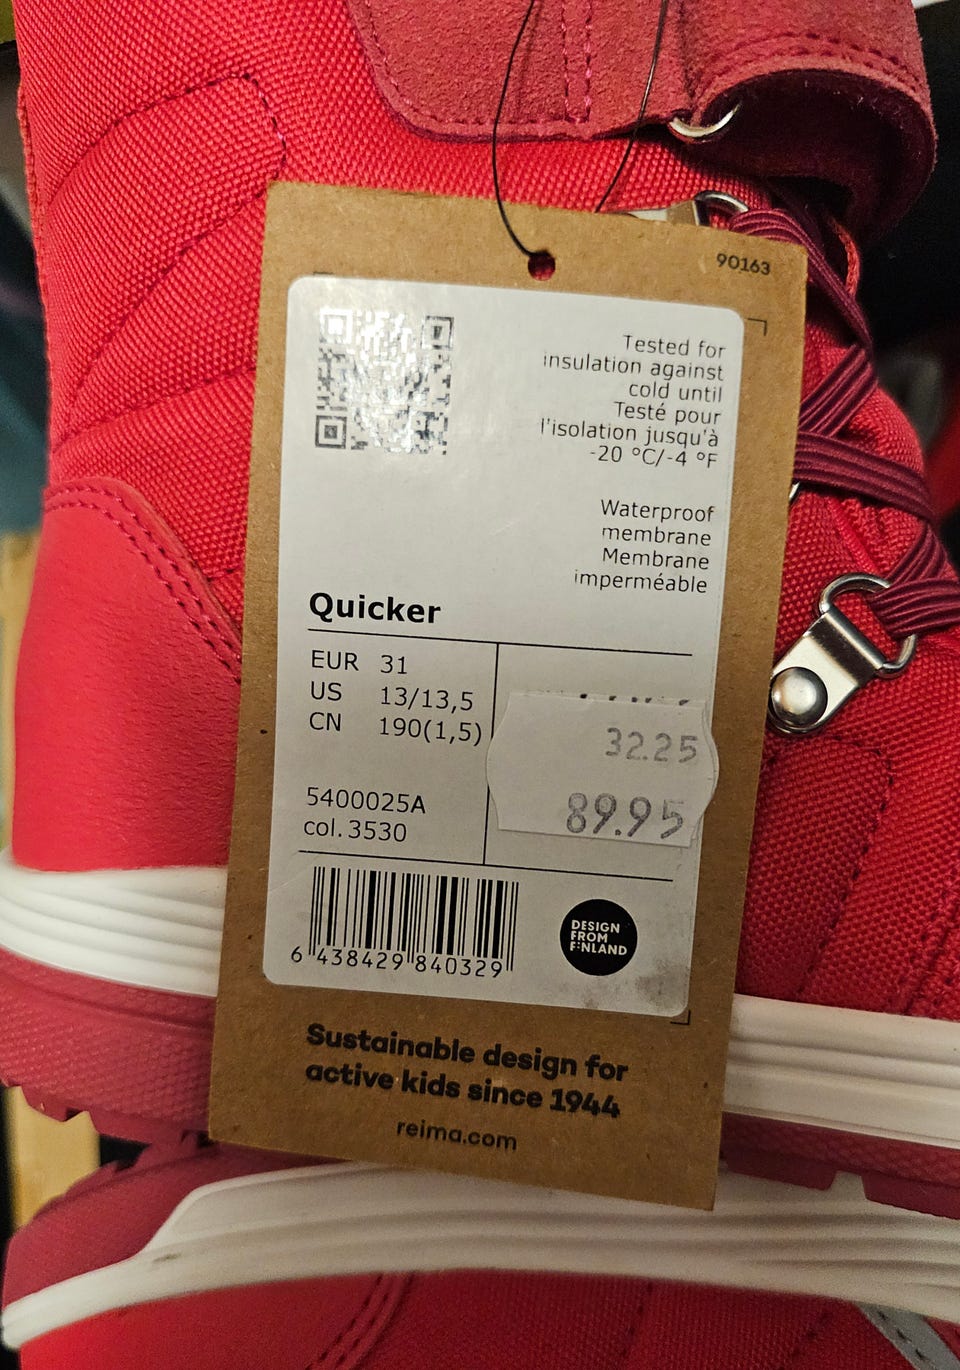 90163
Tested for
insulation against
cold until
Testé pour
l'isolation jusqu'à
-20 °C/-4 °F
Waterproof
membrane
Membrane
imperméable
Quicker
EUR 31
US 13/13,5
CN 190(1,5)
32.25
89.95
5400025A
col. 3530
6 438429 840329
DESIGN
FROM
FINLAND
Sustainable design for
active kids since 1944
reima.com